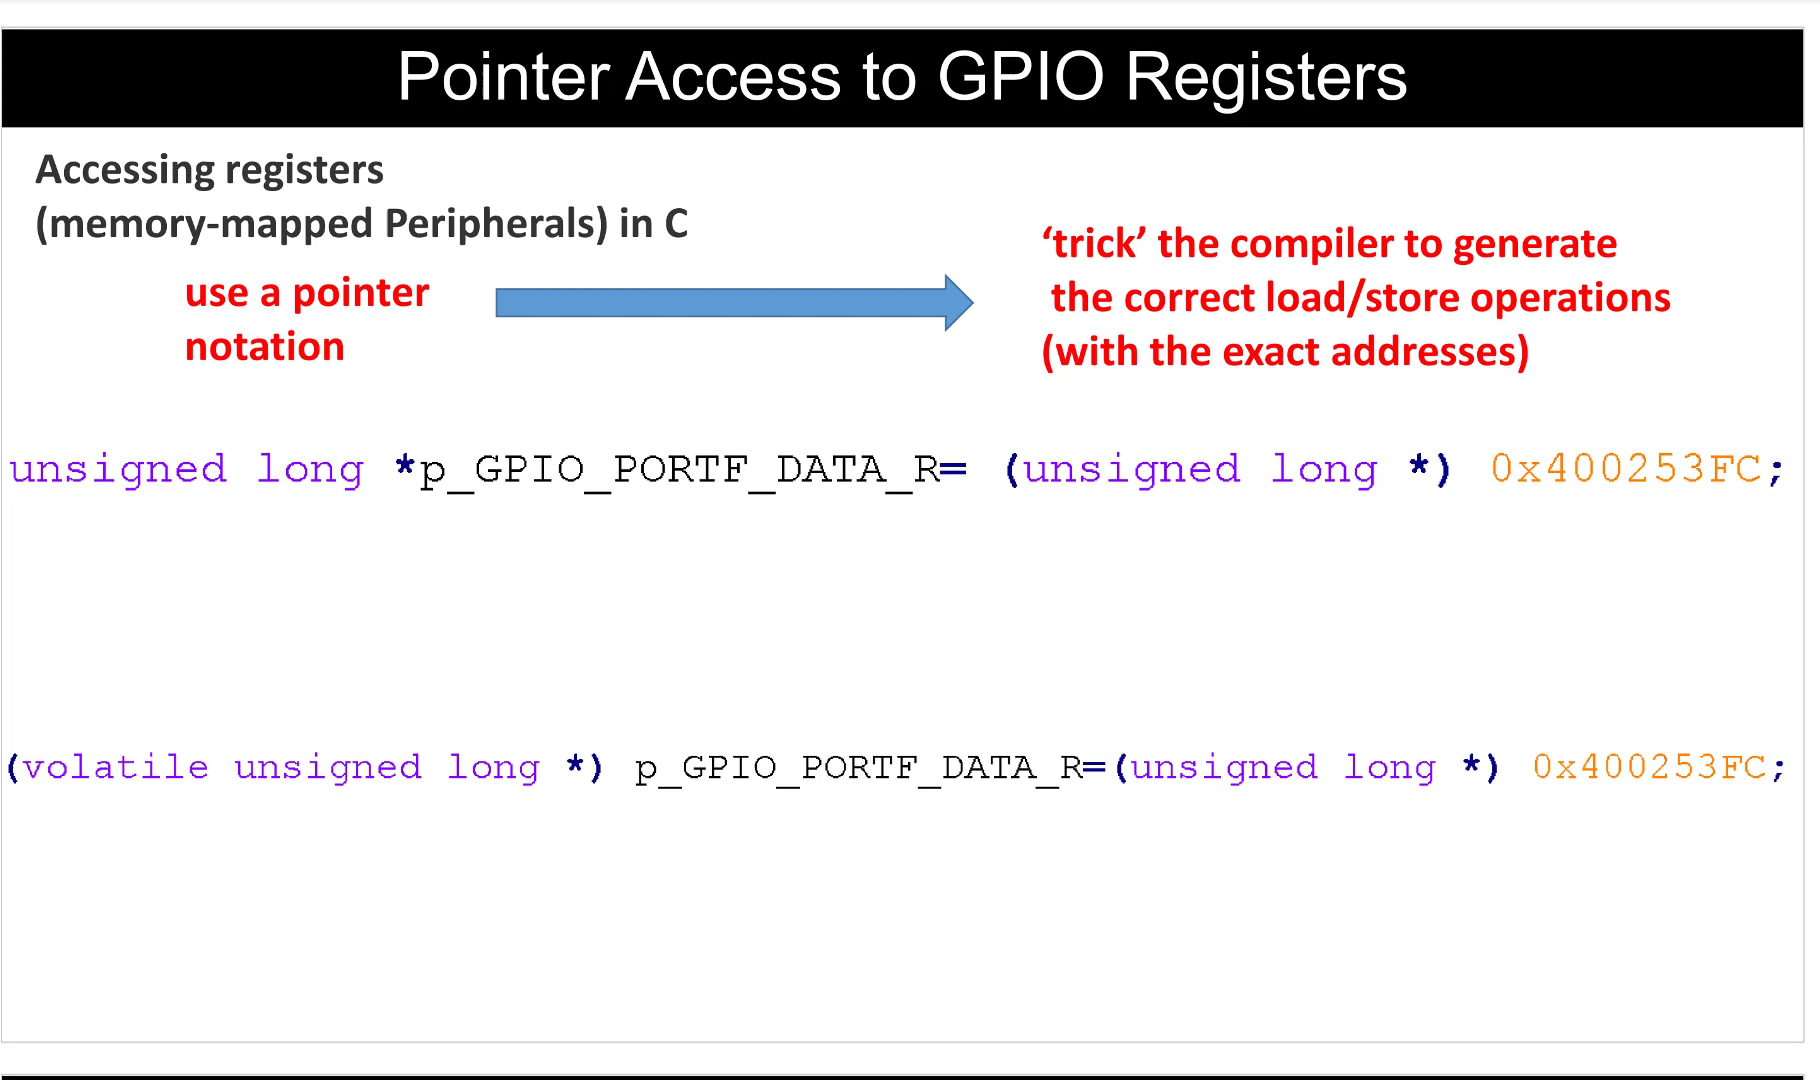 Pointer Access to GPIO Registers
Accessing registers
(memory-mapped Peripherals) in C
use a pointer
notation
‘trick’ the compiler to generate
the correct load/store operations
(with the exact addresses)
unsigned long *p_GPIO_PORTF_DATA_R= (unsigned long *) 0x400253FC;
(volatile unsigned long *) p_GPIO_PORTF_DATA_R=(unsigned long *) 0x400253FC;